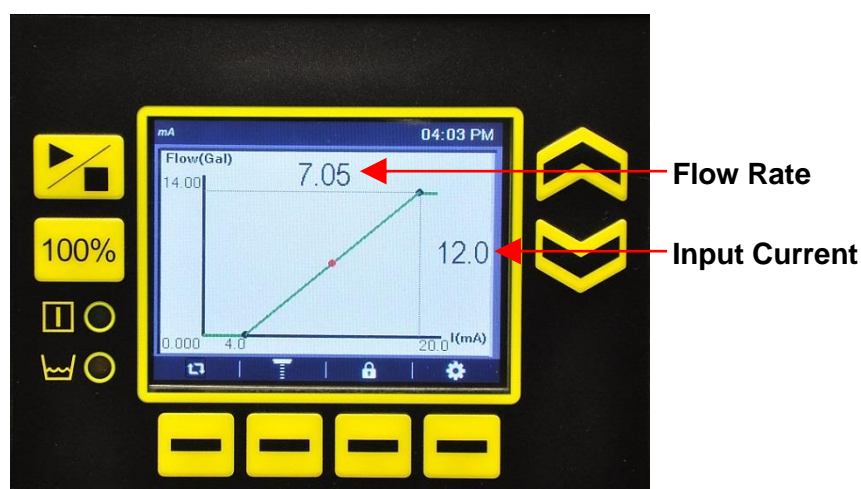 mA 04:03 PM
Flow(Gal)
7.05
14.00
Flow Rate
100%
12.0
Input Current
0.000 4.0 20.0 I(mA)